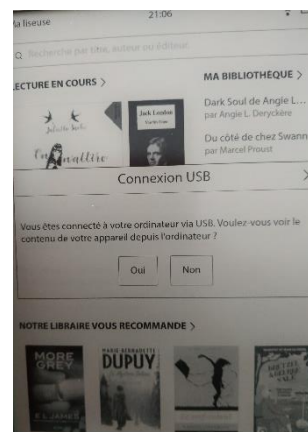 la liseuse
21:06
Recherche par titre, auteur ou éditeur
LECTURE EN COURS >
MA BIBLIOTHÈQUE >
Dark Soul de Angie L...
par Angie L. Deryckère
Du côté de chez Swann
par Marcel Proust
Jack London
Connexion USB
Vous êtes connecté à votre ordinateur via USB. Voulez-vous voir le
contenu de votre appareil depuis l'ordinateur ?
Oui
Non
NOTRE LIBRAIRE VOUS RECOMMANDE >
MORE
GREY
E L JAMES
MARIE-BERNADETTE
DUPUY